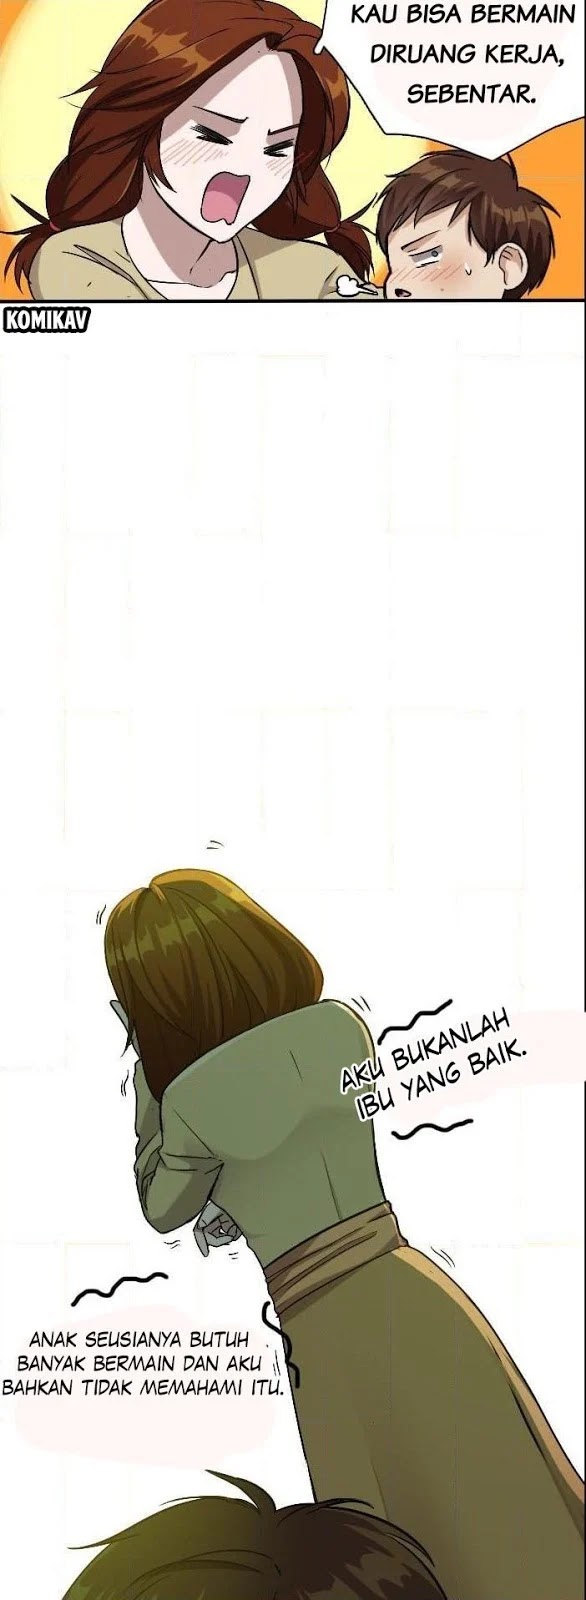 KAU BISA BERMAIN
DIRUANG KERJA,
SEBENTAR.
KOMIKAV
AKU BUKANLAH
IBU YANG BAIK.
ANAK SEUSIANYA BUTUH
BANYAK BERMAIN DAN AKU
BAHKAN TIDAK MEMAHAMI ITU.